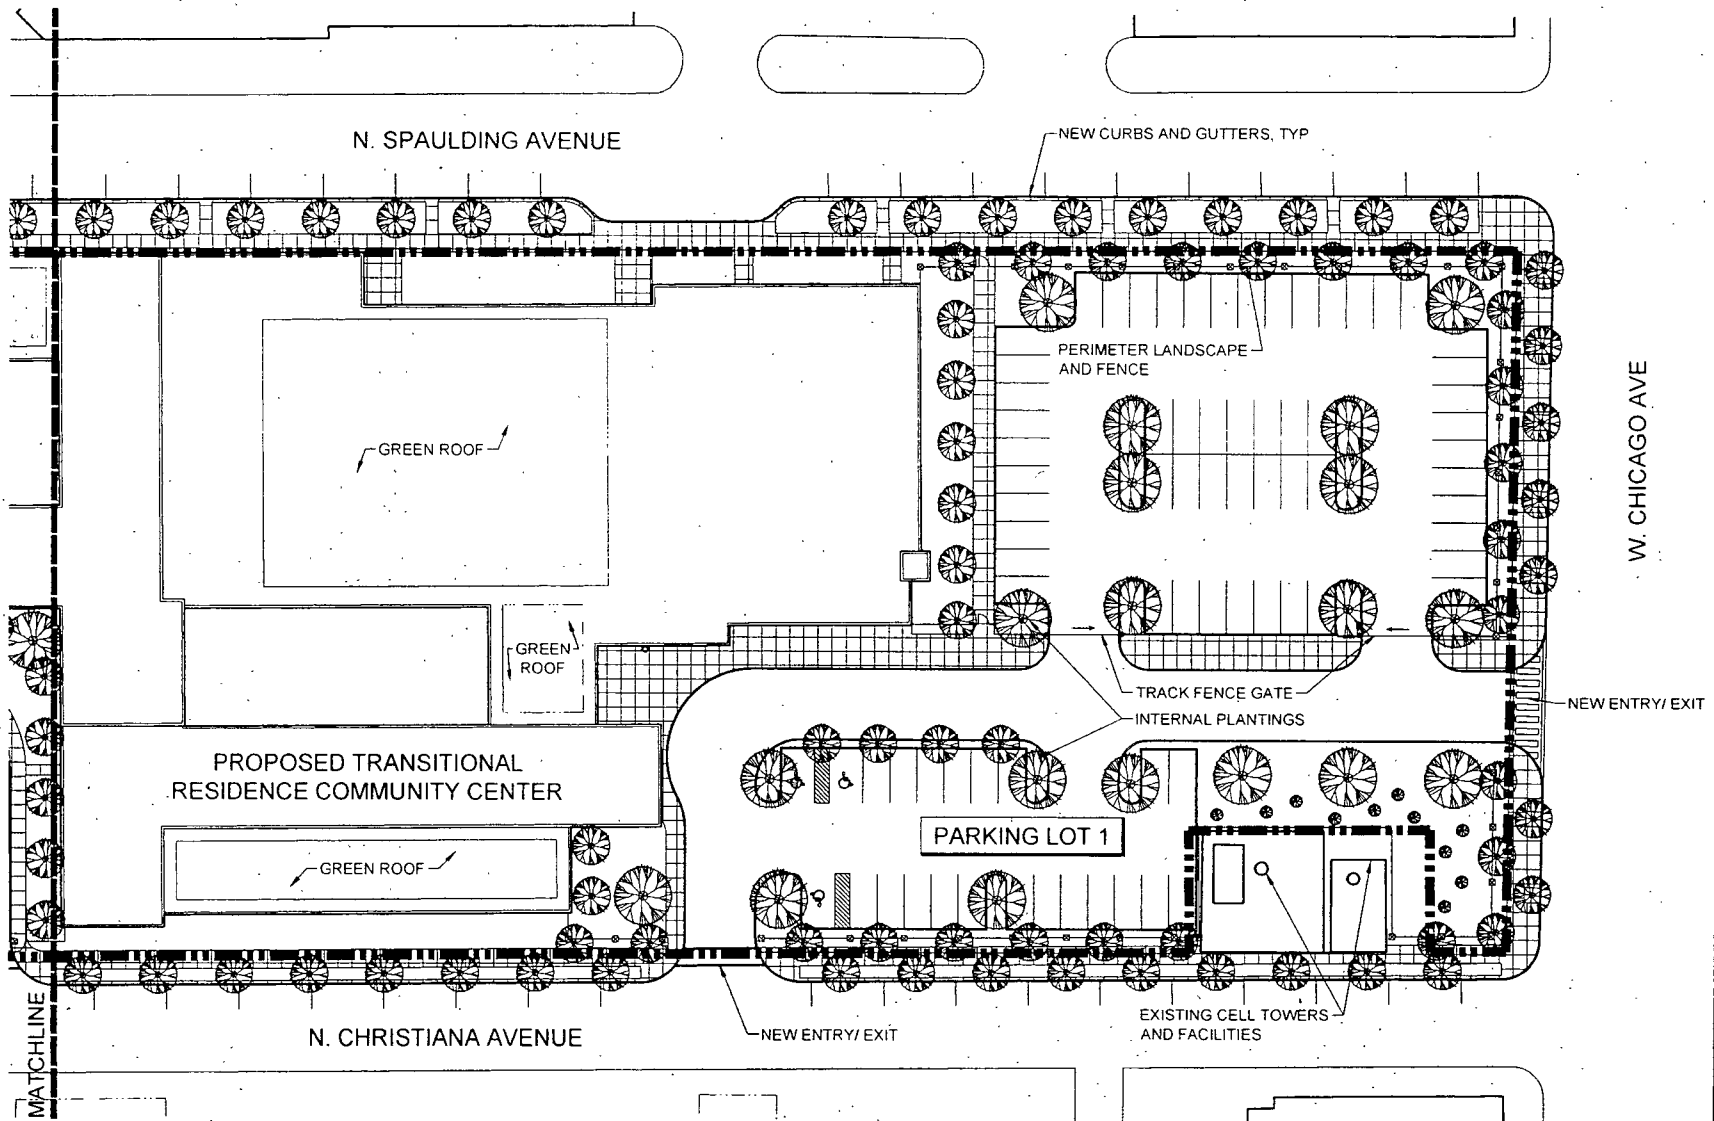 N. SPAULDING AVENUE
NEW CURBS AND GUTTERS, TYP
PERIMETER LANDSCAPE
AND FENCE
W. CHICAGO AVE
GREEN ROOF
GREEN
ROOF
TRACK FENCE GATE
INTERNAL PLANTINGS
NEW ENTRY/ EXIT
PROPOSED TRANSITIONAL
RESIDENCE COMMUNITY CENTER
PARKING LOT 1
GREEN ROOF
EXISTING CELL TOWERS
AND FACILITIES
N. CHRISTIANA AVENUE
NEW ENTRY/ EXIT
MATCHLINE